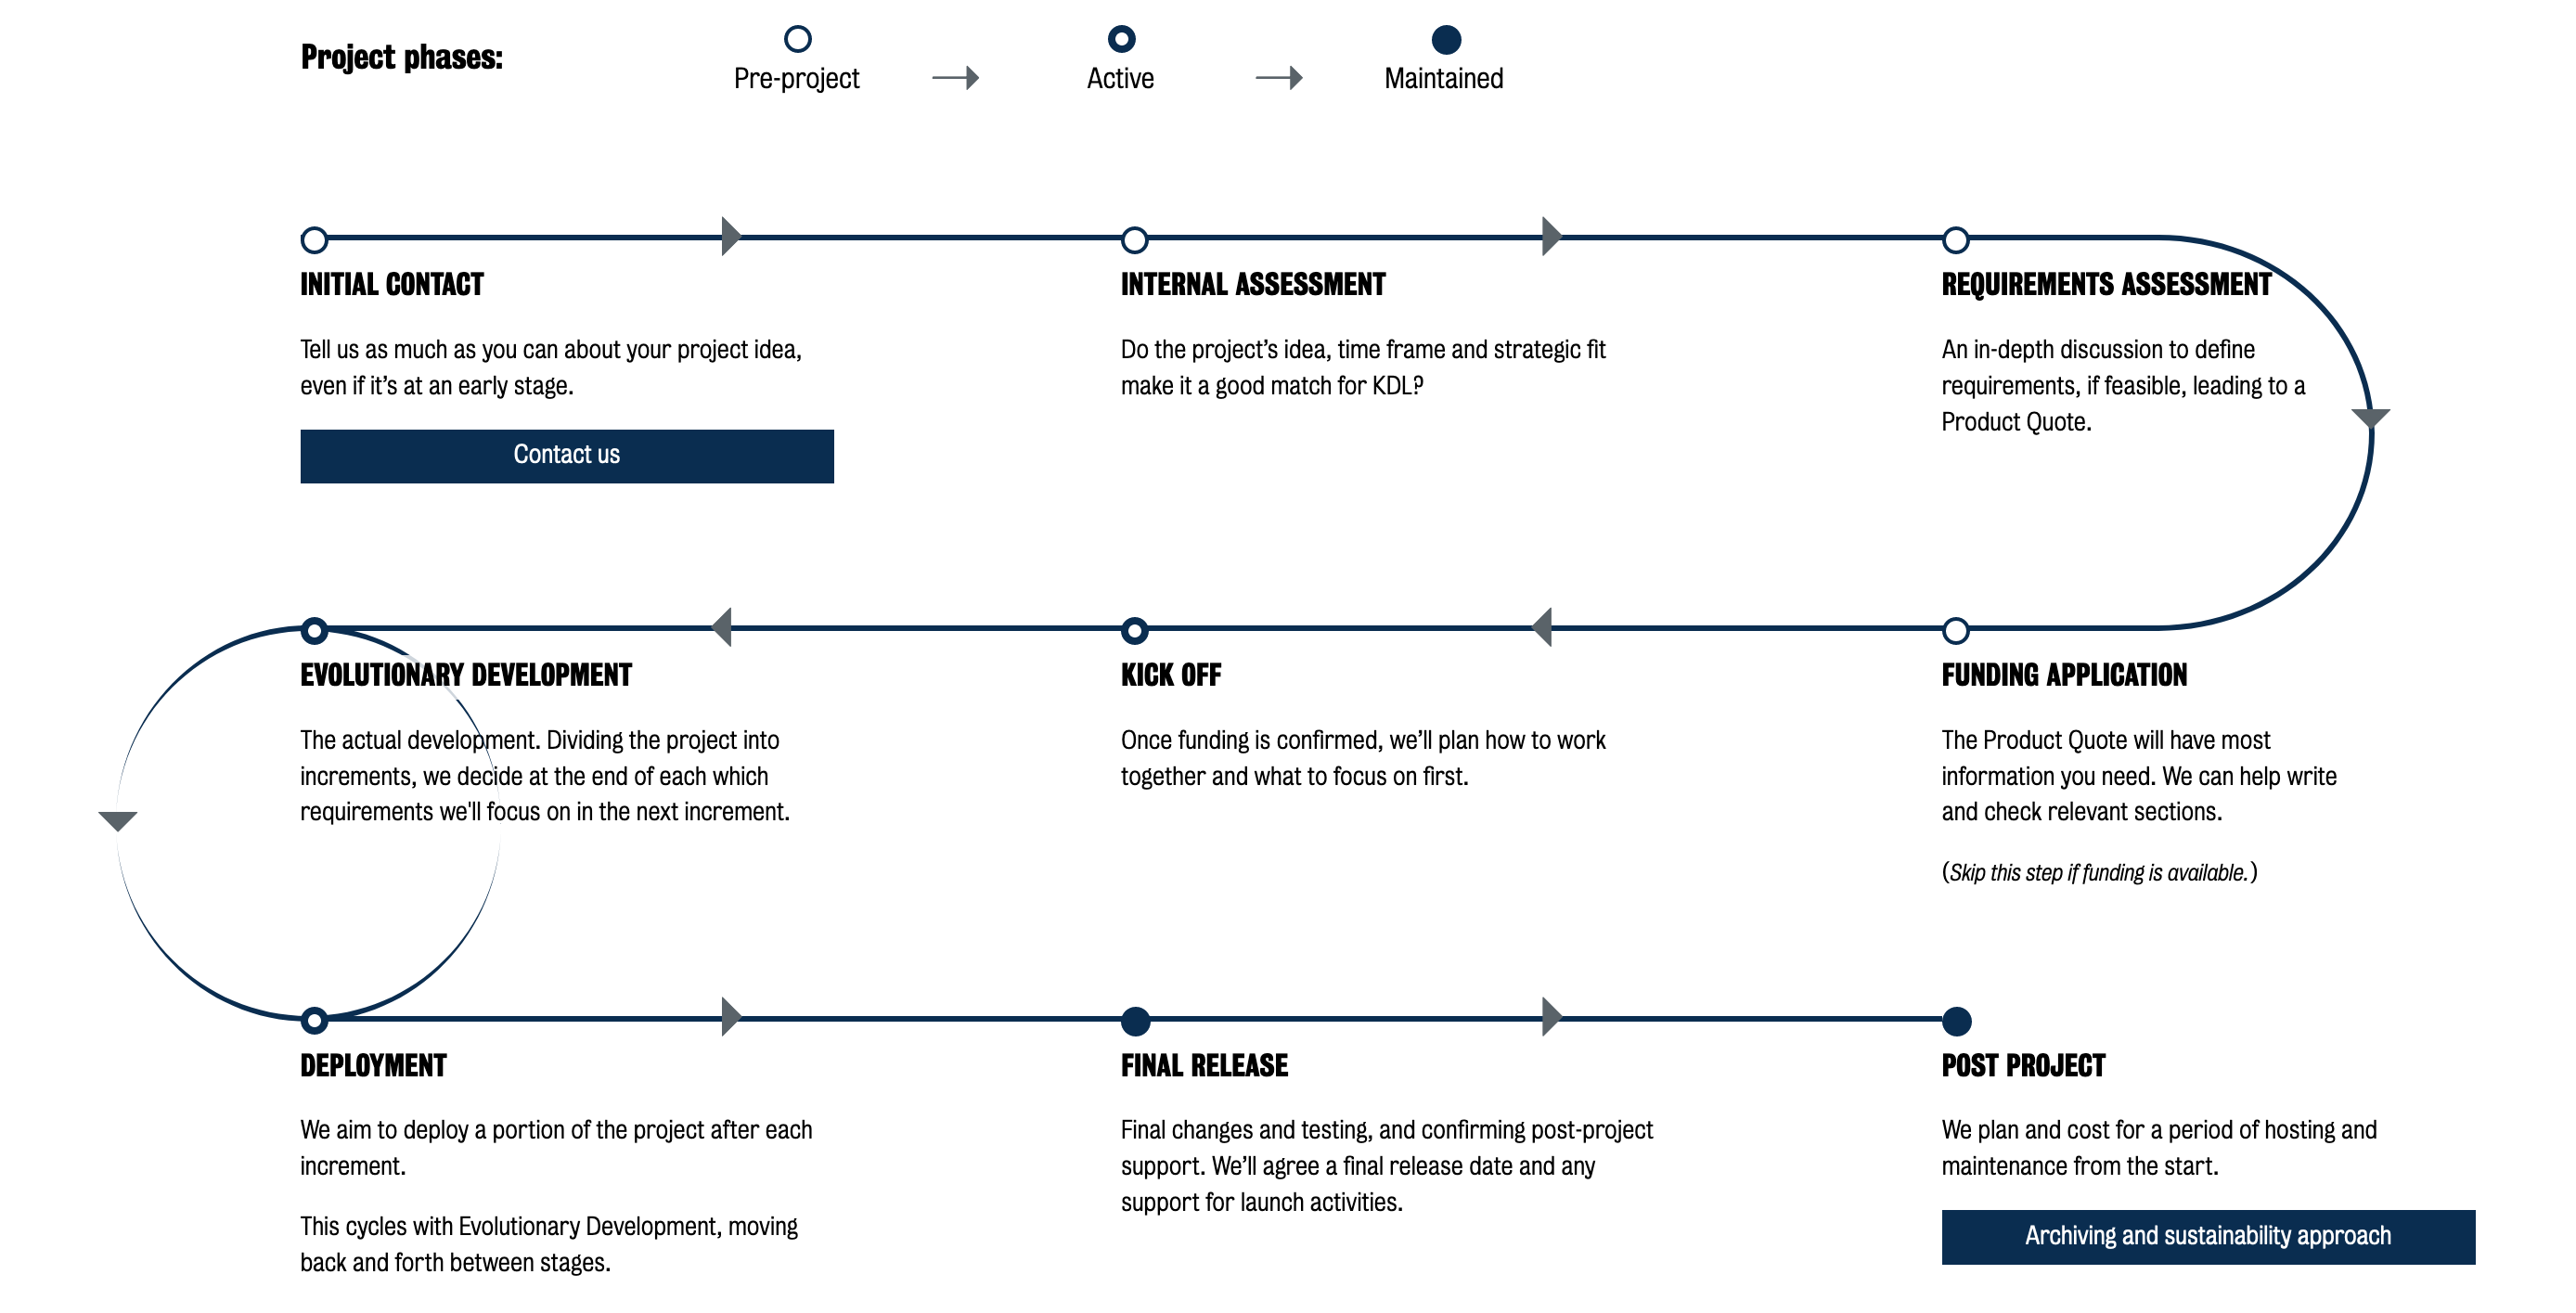 Project phases:
Pre-project
Active
Maintained
INITIAL CONTACT
Tell us as much as you can about your project idea,
even if it’s at an early stage.
Contact us
INTERNAL ASSESSMENT
Do the project’s idea, time frame and strategic fit
make it a good match for KDL?
REQUIREMENTS ASSESSMENT
An in-depth discussion to define
requirements, if feasible, leading to a
Product Quote.
FUNDING APPLICATION
The Product Quote will have most
information you need. We can help write
and check relevant sections.
(Skip this step if funding is available.)
KICK OFF
Once funding is confirmed, we’ll plan how to work
together and what to focus on first.
EVOLUTIONARY DEVELOPMENT
The actual development. Dividing the project into
increments, we decide at the end of each which
requirements we'll focus on in the next increment.
DEPLOYMENT
We aim to deploy a portion of the project after each
increment.
This cycles with Evolutionary Development, moving
back and forth between stages.
FINAL RELEASE
Final changes and testing, and confirming post-project
support. We’ll agree a final release date and any
support for launch activities.
POST PROJECT
We plan and cost for a period of hosting and
maintenance from the start.
Archiving and sustainability approach